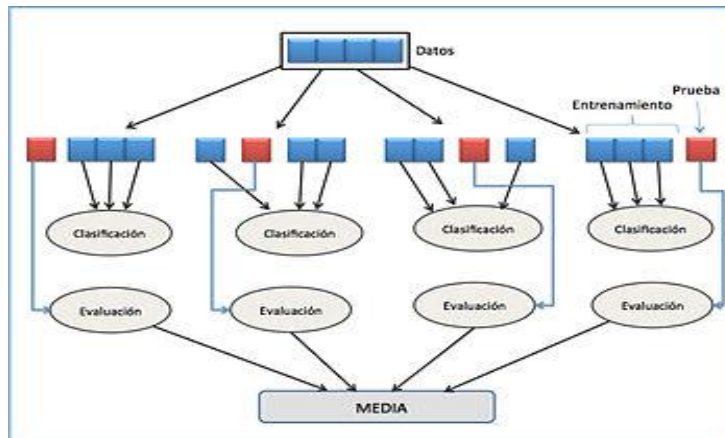 Datos
Prueba
Entrenamiento
Clasificación
Clasificación
Clasificación
Clasificación
Evaluación
Evaluación
Evaluación
Evaluación
MEDIA